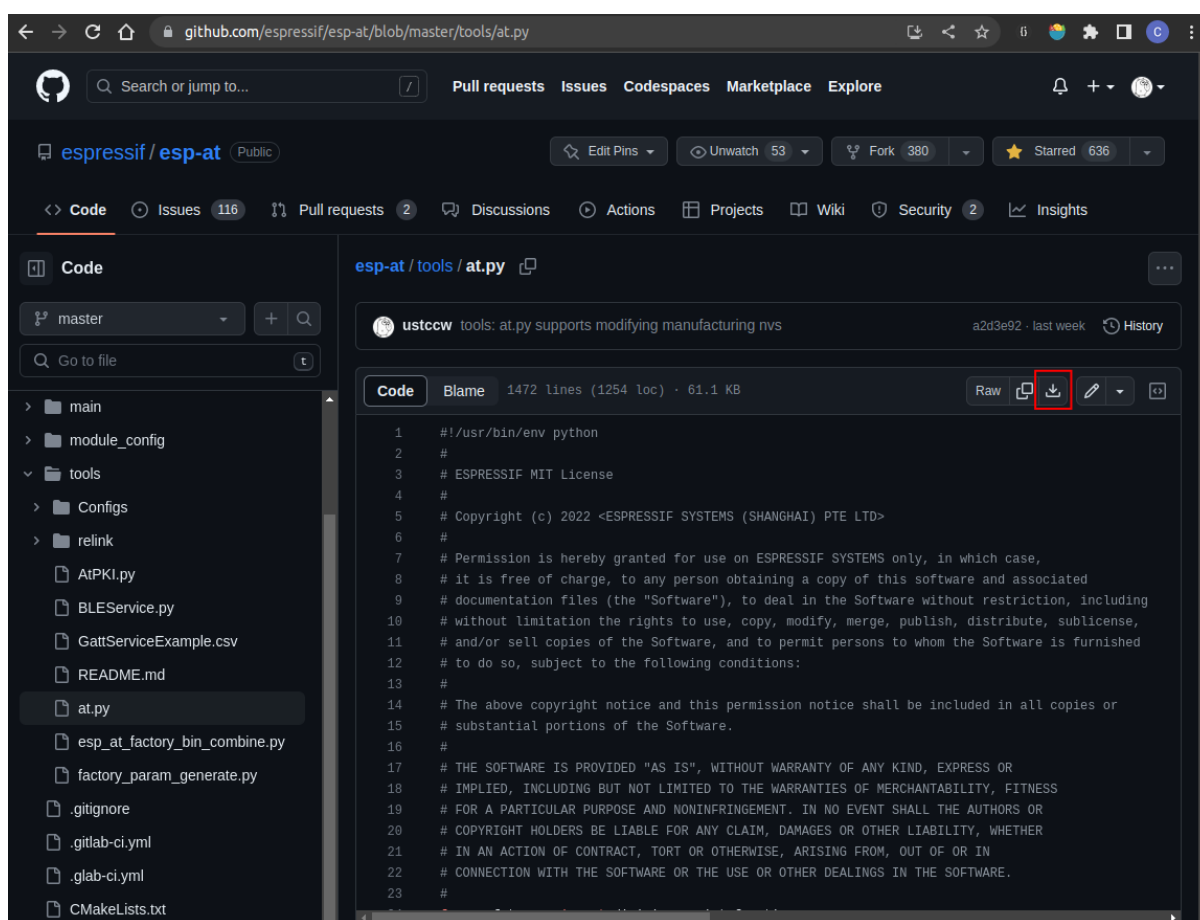 github.com/espressif/esp-at/blob/master/tools/at.py
C
Search or jump to... /
Pull requests Issues Codespaces Marketplace Explore
espressif / esp-at Public
Edit Pins Unwatch 53 Fork 380 Starred 636
<> Code Issues 116 Pull requests 2 Discussions Actions Projects Wiki Security 2 Insights
Code
master
Go to file t
main
module_config
tools
Configs
relink
AtPKI.py
BLEService.py
GattServiceExample.csv
README.md
at.py
esp_at_factory_bin_combine.py
factory_param_generate.py
.gitignore
.gitlab-ci.yml
.glab-ci.yml
CMakeLists.txt
esp-at / tools / at.py
ustccw tools: at.py supports modifying manufacturing nvs a2d3e92 · last week History
Code Blame 1472 lines (1254 loc) · 61.1 KB Raw
1 #!/usr/bin/env python
2 #
3 # ESPRESSIF MIT License
4 #
5 # Copyright (c) 2022 <ESPRESSIF SYSTEMS (SHANGHAI) PTE LTD>
6 #
7 # Permission is hereby granted for use on ESPRESSIF SYSTEMS only, in which case,
8 # it is free of charge, to any person obtaining a copy of this software and associated
9 # documentation files (the "Software"), to deal in the Software without restriction, including
10 # without limitation the rights to use, copy, modify, merge, publish, distribute, sublicense,
11 # and/or sell copies of the Software, and to permit persons to whom the Software is furnished
12 # to do so, subject to the following conditions:
13 #
14 # The above copyright notice and this permission notice shall be included in all copies or
15 # substantial portions of the Software.
16 #
17 # THE SOFTWARE IS PROVIDED "AS IS", WITHOUT WARRANTY OF ANY KIND, EXPRESS OR
18 # IMPLIED, INCLUDING BUT NOT LIMITED TO THE WARRANTIES OF MERCHANTABILITY, FITNESS
19 # FOR A PARTICULAR PURPOSE AND NONINFRINGEMENT. IN NO EVENT SHALL THE AUTHORS OR
20 # COPYRIGHT HOLDERS BE LIABLE FOR ANY CLAIM, DAMAGES OR OTHER LIABILITY, WHETHER
21 # IN AN ACTION OF CONTRACT, TORT OR OTHERWISE, ARISING FROM, OUT OF OR IN
22 # CONNECTION WITH THE SOFTWARE OR THE USE OR OTHER DEALINGS IN THE SOFTWARE.
23 #